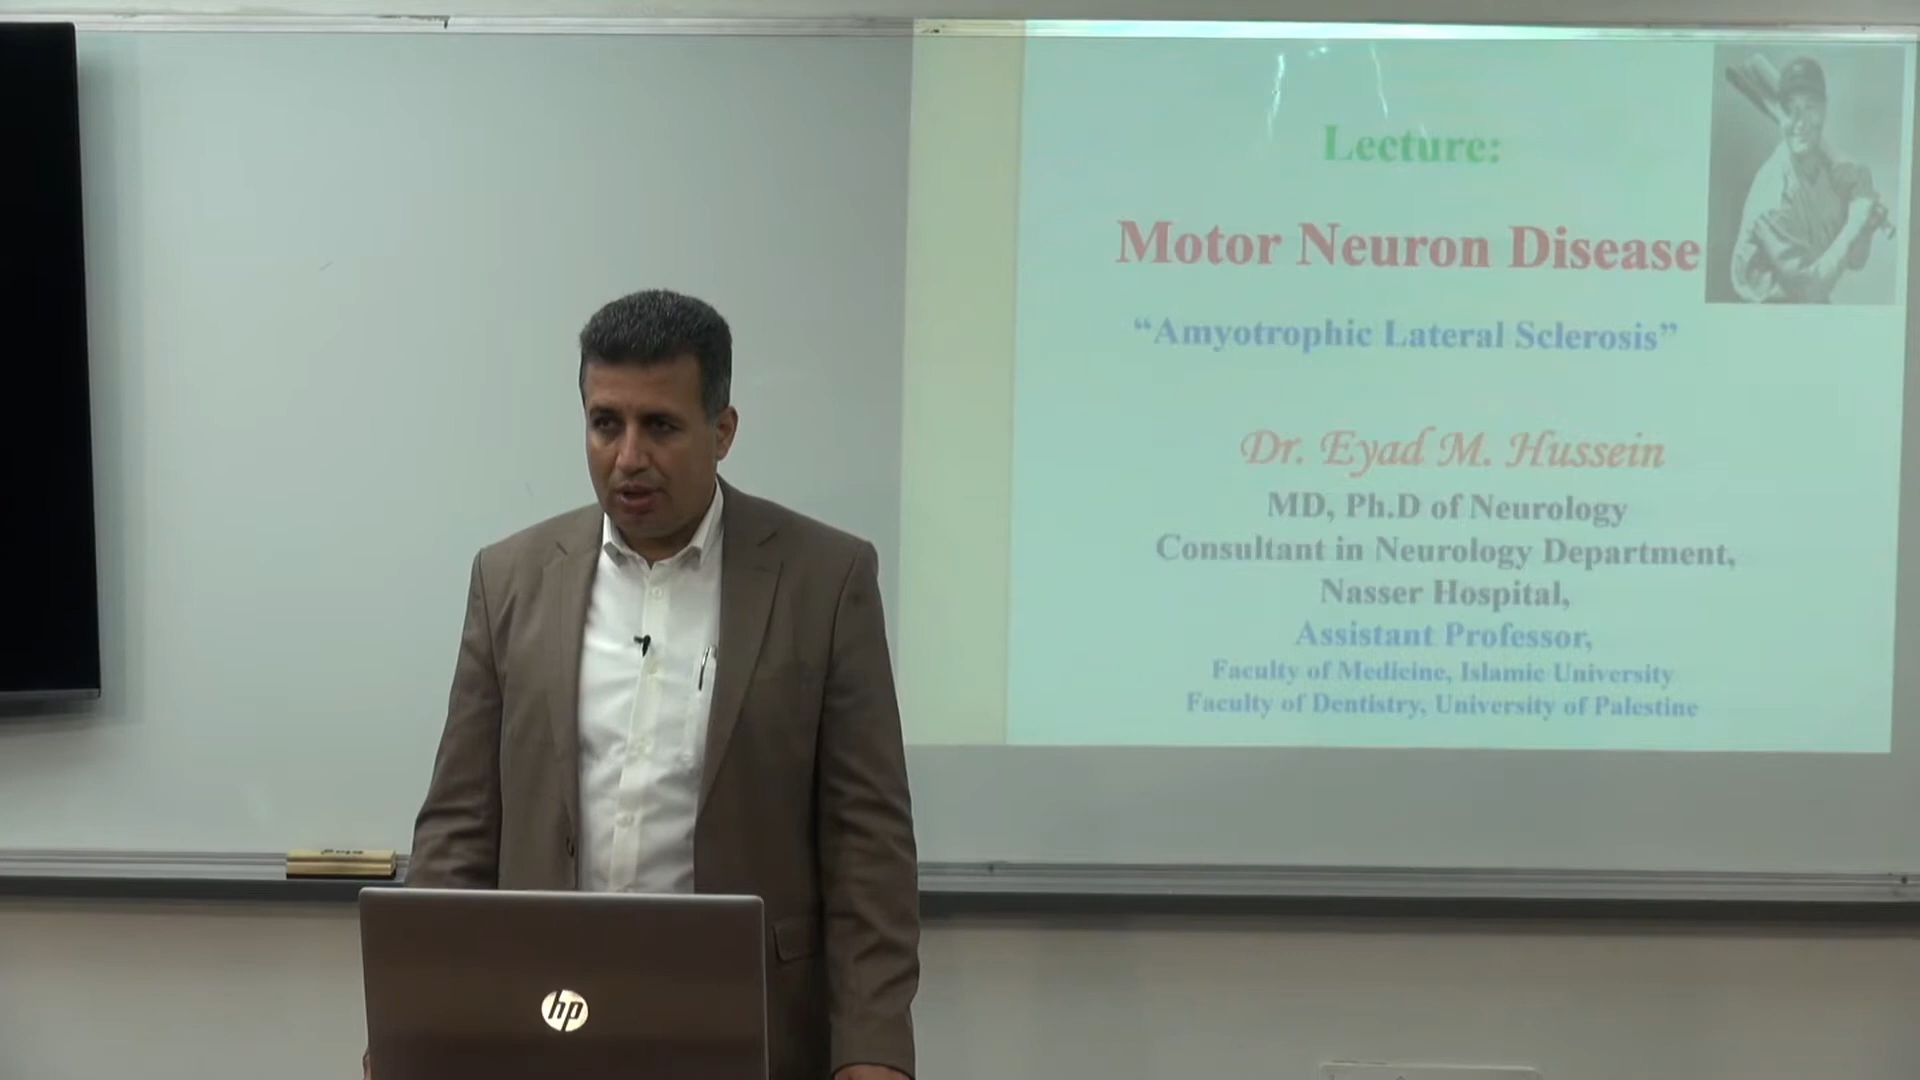 Lecture:
Motor Neuron Disease
“Amyotrophic Lateral Sclerosis”
Dr. Eyad M. Hussein
MD, Ph.D of Neurology
Consultant in Neurology Department,
Nasser Hospital,
Assistant Professor,
Faculty of Medicine, Islamic University
Faculty of Dentistry, University of Palestine
hp